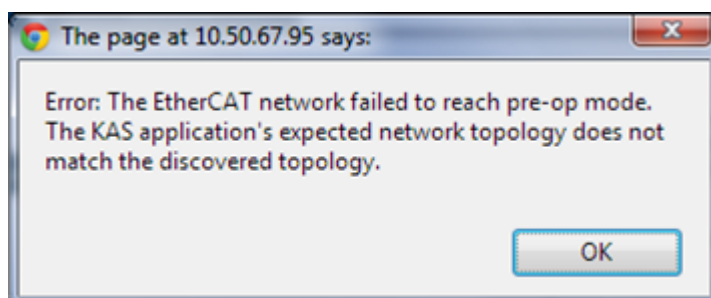 The page at 10.50.67.95 says:
Error: The EtherCAT network failed to reach pre-op mode.
The KAS application's expected network topology does not
match the discovered topology.
OK